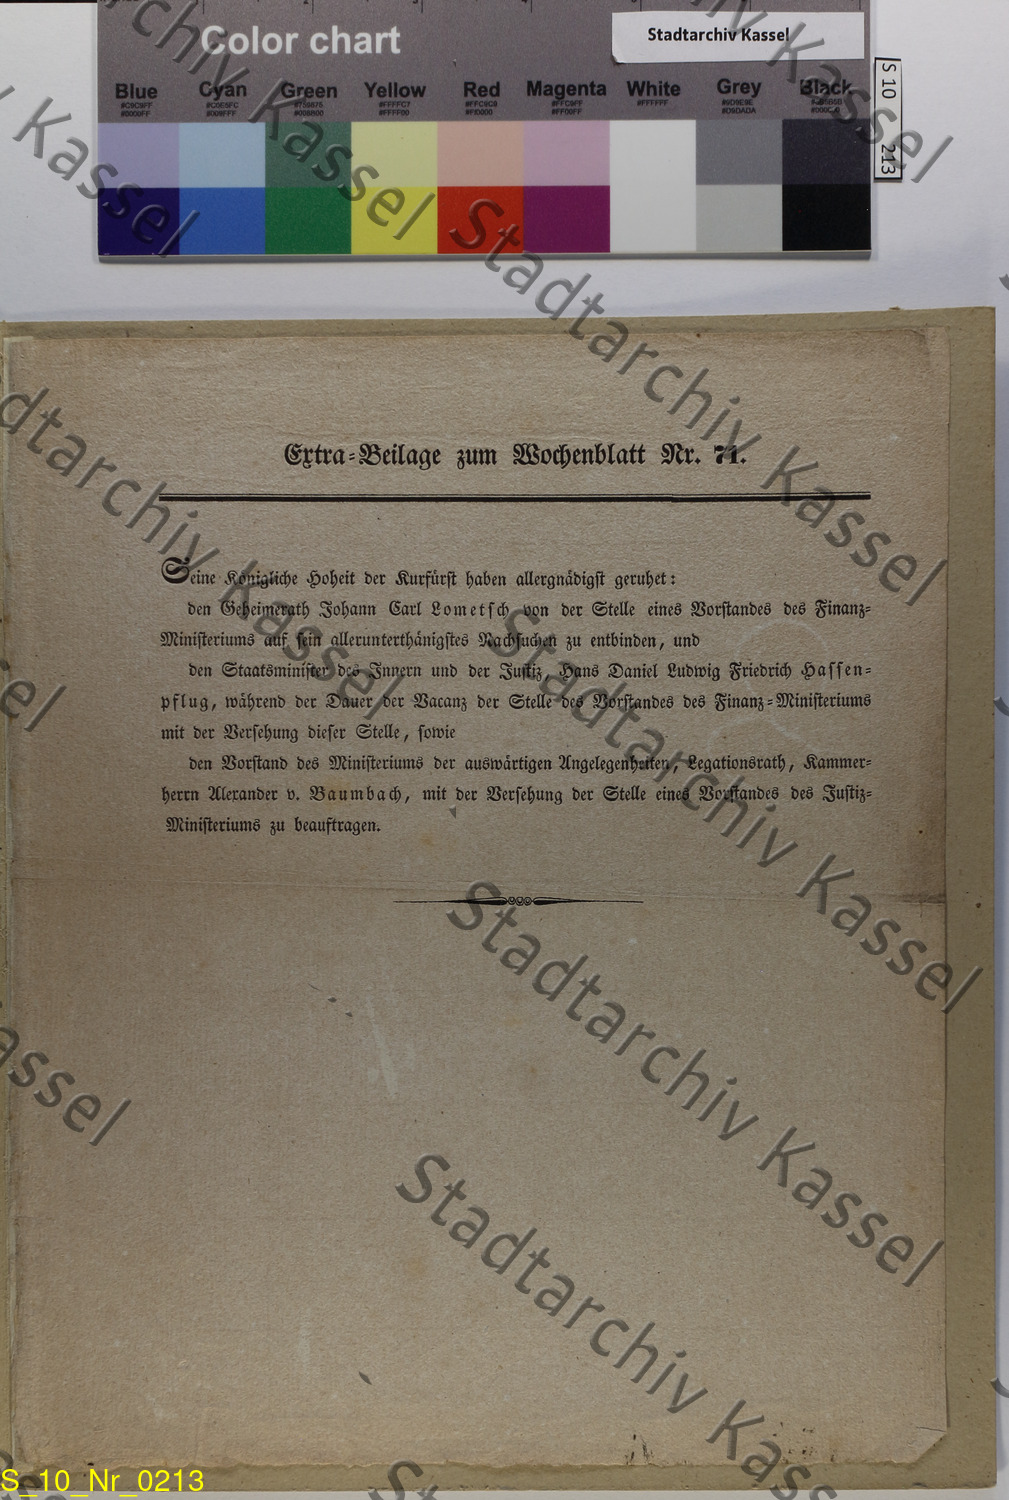 Color chart
Stadtarchiv Kassel
Blue Cyan Green Yellow Red Magenta White Grey Black
S 10 213
Extra-Beilage zum Wochenblatt Nr. 71.
Seine Königliche Hoheit der Kurfürst haben allergnädigst geruhet:
den Geheimerath Johann Carl Lometsch von der Stelle eines Vorstandes des Finanz-
Ministeriums auf sein allerunterthänigstes Nachsuchen zu entbinden, und
den Staatsminister des Innern und der Justiz, Hans Daniel Ludwig Friedrich Hassen-
pflug, während der Dauer der Vacanz der Stelle des Vorstandes des Finanz-Ministeriums
mit der Versehung dieser Stelle, sowie
den Vorstand des Ministeriums der auswärtigen Angelegenheiten, Legationsrath, Kammer-
herrn Alexander v. Baumbach, mit der Versehung der Stelle eines Vorstandes des Justiz-
Ministeriums zu beauftragen.
Stadtarchiv Kassel
S_10_Nr_0213